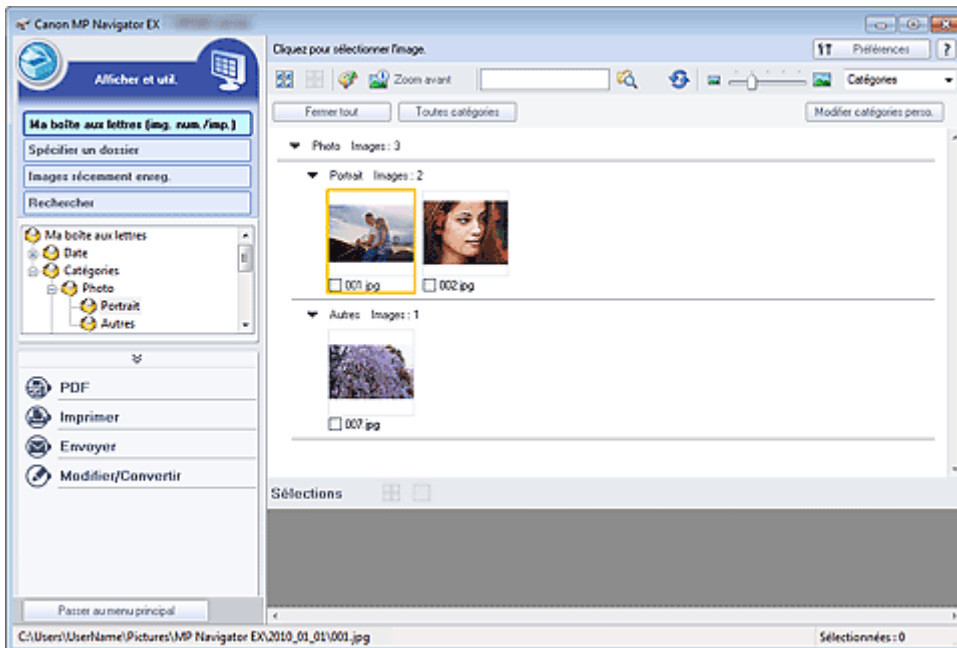 Canon MP Navigator EX
Afficher et util.
Ma boîte aux lettres (img. num./imp.)
Spécifier un dossier
Images récemment enreg.
Rechercher
Ma boîte aux lettres
Date
Catégories
Photo
Portrait
Autres
PDF
Imprimer
Envoyer
Modifier/Convertir
Passer au menu principal
Cliquez pour sélectionner l'image.
Préférences ?
Zoom avant
Catégories
Fermer tout
Toutes catégories
Modifier catégories perso.
Photo Images: 3
Portrait Images: 2
001.jpg
002.jpg
Autres Images: 1
007.jpg
Sélections
C:\Users\UserName\Pictures\MP Navigator EX\2010_01_01\001.jpg
Sélectionnées : 0